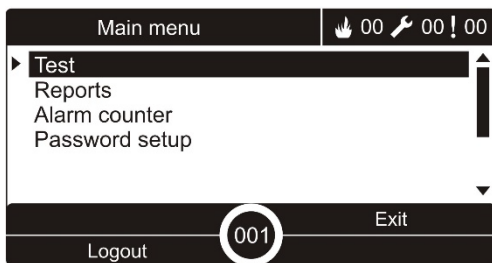 Main menu 00 00 ! 00
Test
Reports
Alarm counter
Password setup
Exit
001
Logout